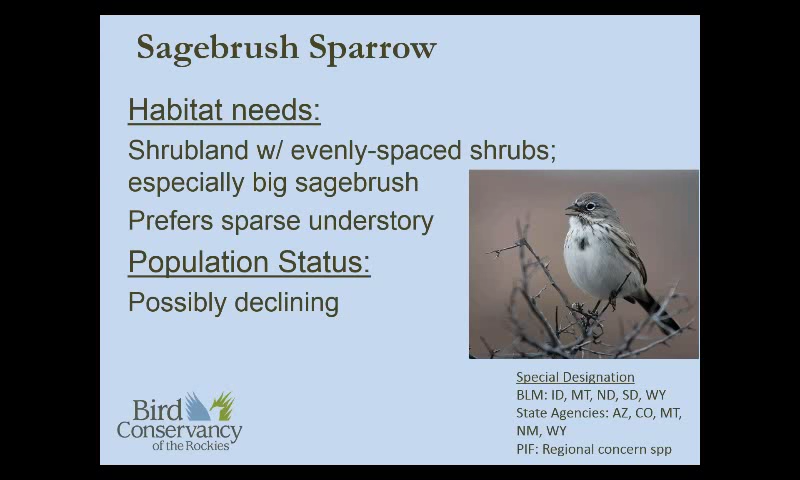 Sagebrush Sparrow
Habitat needs:
Shrubland w/ evenly-spaced shrubs;
especially big sagebrush
Prefers sparse understory
Population Status:
Possibly declining
Special Designation
BLM: ID, MT, ND, SD, WY
State Agencies: AZ, CO, MT,
NM, WY
PIF: Regional concern spp
Bird
Conservancy
of the Rockies